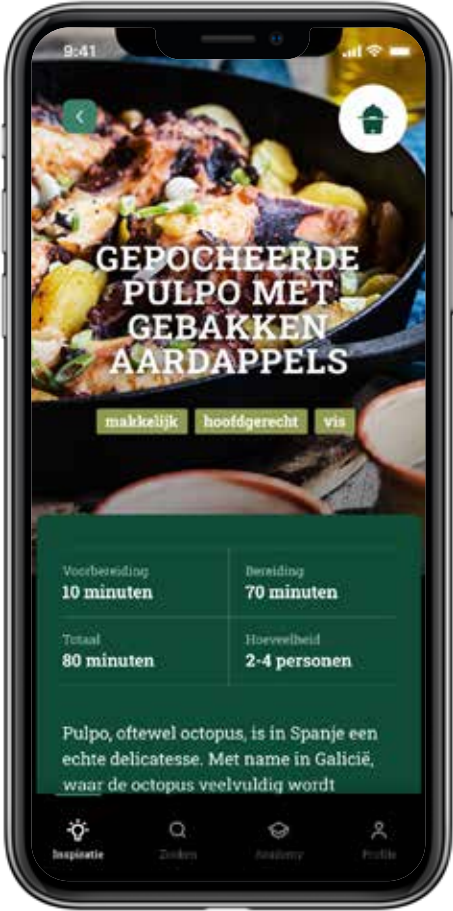 9:41
GEPOCHEERDE
PULPO MET
GEBAKKEN
AARDAPPELS
makkelijk hoofdgerecht vis
Voorbereiding Bereiding
10 minuten 70 minuten
Totaal Hoeveelheid
80 minuten 2-4 personen
Pulpo, oftewel octopus, is in Spanje een
echte delicatesse. Met name in Galicië,
waar de octopus veelvuldig wordt
Inspiratie Zoeken Academy Profile